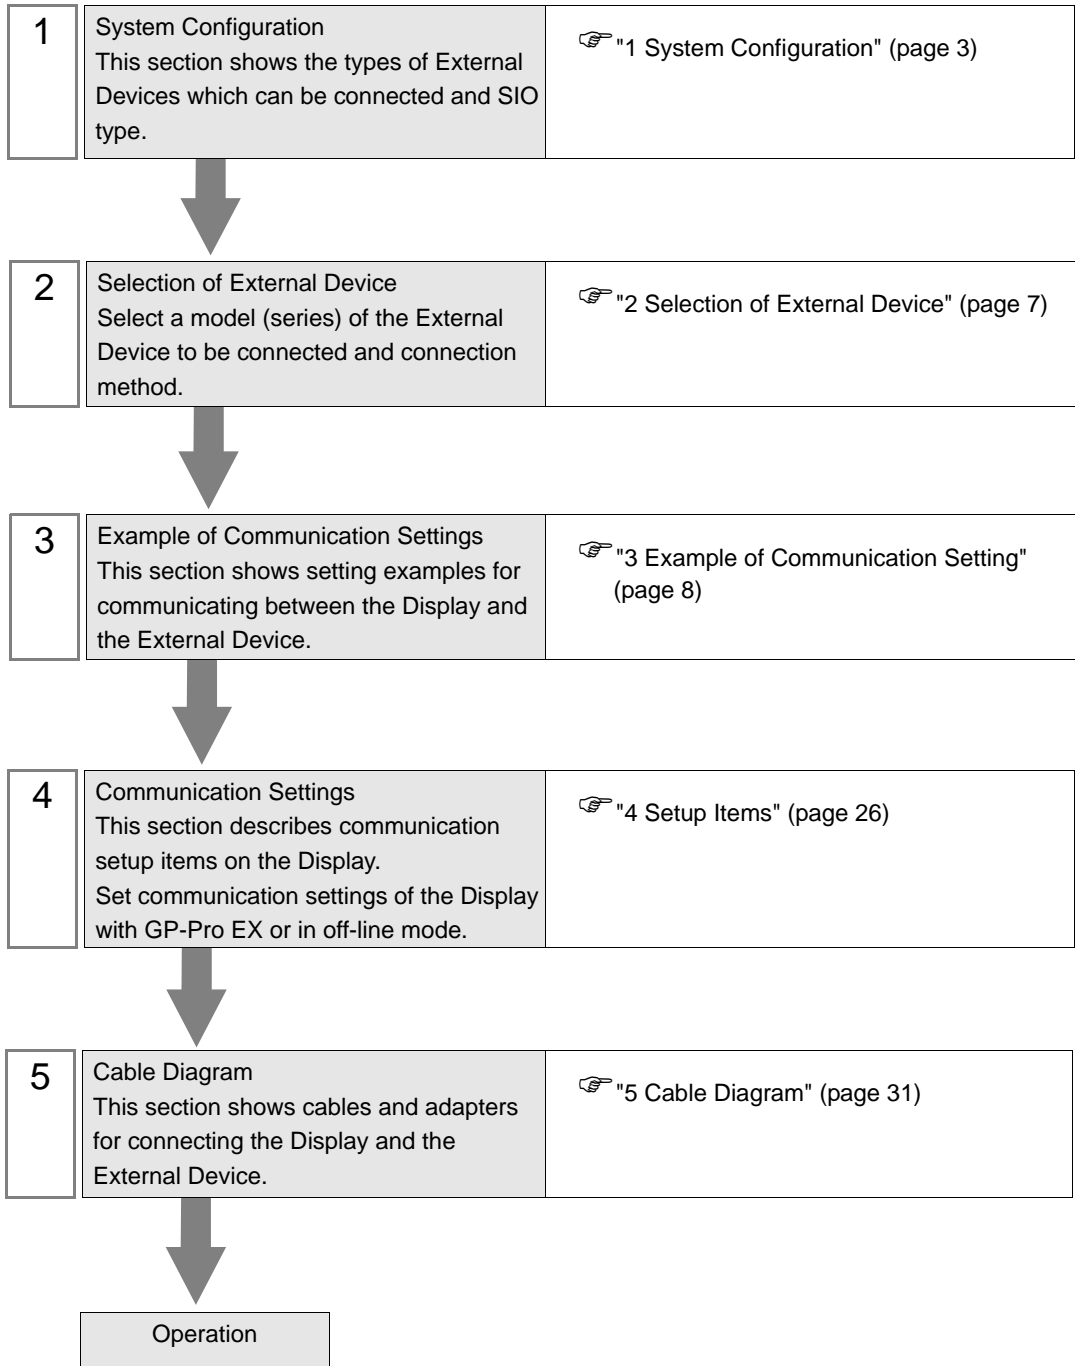 1
System Configuration
This section shows the types of External
Devices which can be connected and SIO
type.
☞ "1 System Configuration" (page 3)
2
Selection of External Device
Select a model (series) of the External
Device to be connected and connection
method.
☞ "2 Selection of External Device" (page 7)
3
Example of Communication Settings
This section shows setting examples for
communicating between the Display and
the External Device.
☞ "3 Example of Communication Setting"
(page 8)
4
Communication Settings
This section describes communication
setup items on the Display.
Set communication settings of the Display
with GP-Pro EX or in off-line mode.
☞ "4 Setup Items" (page 26)
5
Cable Diagram
This section shows cables and adapters
for connecting the Display and the
External Device.
☞ "5 Cable Diagram" (page 31)
Operation